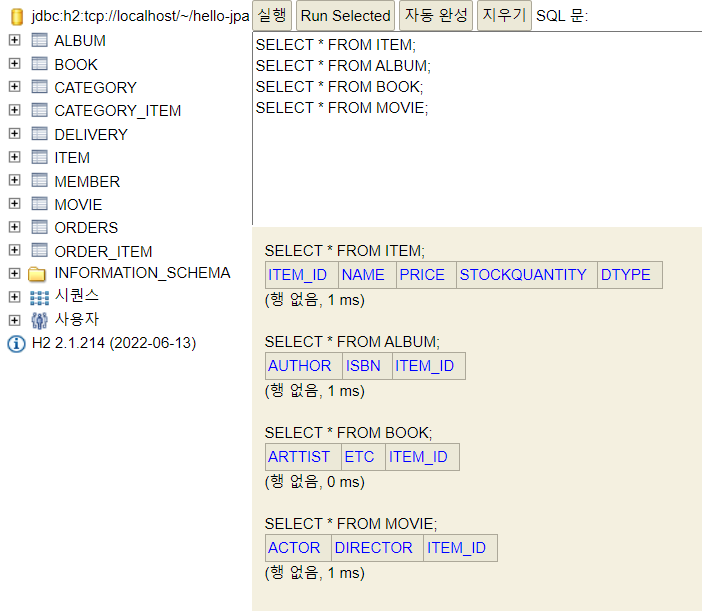 jdbc:h2:tcp://localhost/~/hello-jpa
ALBUM
BOOK
CATEGORY
CATEGORY_ITEM
DELIVERY
ITEM
MEMBER
MOVIE
ORDERS
ORDER_ITEM
INFORMATION_SCHEMA
시퀀스
사용자
H2 2.1.214 (2022-06-13)
실행 Run Selected 자동 완성 지우기 SQL 문:
SELECT * FROM ITEM;
SELECT * FROM ALBUM;
SELECT * FROM BOOK;
SELECT * FROM MOVIE;
SELECT * FROM ITEM;
ITEM_ID NAME PRICE STOCKQUANTITY DTYPE
(행 없음, 1 ms)
SELECT * FROM ALBUM;
AUTHOR ISBN ITEM_ID
(행 없음, 1 ms)
SELECT * FROM BOOK;
ARTTIST ETC ITEM_ID
(행 없음, 0 ms)
SELECT * FROM MOVIE;
ACTOR DIRECTOR ITEM_ID
(행 없음, 1 ms)